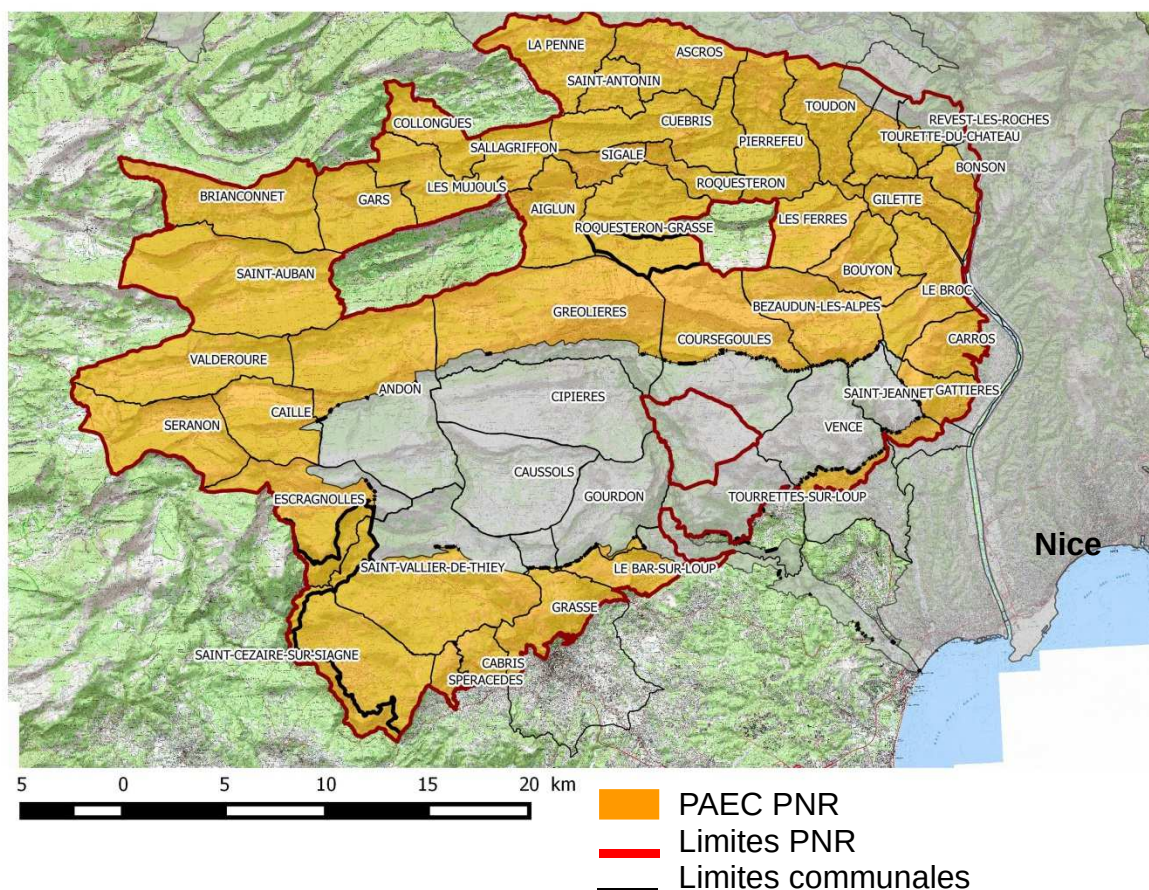 LA PENNE
ASCROS
SAINT-ANTONIN
TOUDON
COLLONGUES
CUEBRIS
REVEST-LES-ROCHES
SALLAGRIFFON
PIERREFEU
TOURETTE-DU-CHATEAU
SIGALE
BONSON
BRIANCONNET
GARS
LES MUJOULS
ROQUESTERON
AIGLUN
GILETTE
ROQUESTERON-GRASSE
LES FERRES
SAINT-AUBAN
BOUYON
LE BROC
GREOLIERES
BEZAUDUN-LES-ALPES
COURSEGOULES
CARROS
VALDEROURE
ANDON
CIPIERES
SAINT-JEANNET
GATTIERES
CAILLE
SERANON
VENCE
CAUSSOLS
ESCRAGNOLLES
GOURDON
TOURRETTES-SUR-LOUP
Nice
SAINT-VALLIER-DE-THIEY
LE BAR-SUR-LOUP
GRASSE
SAINT-CEZAIRE-SUR-SIAGNE
CABRIS
SPERACEDES
5 0 5 10 15 20 km
PAEC PNR
Limites PNR
Limites communales